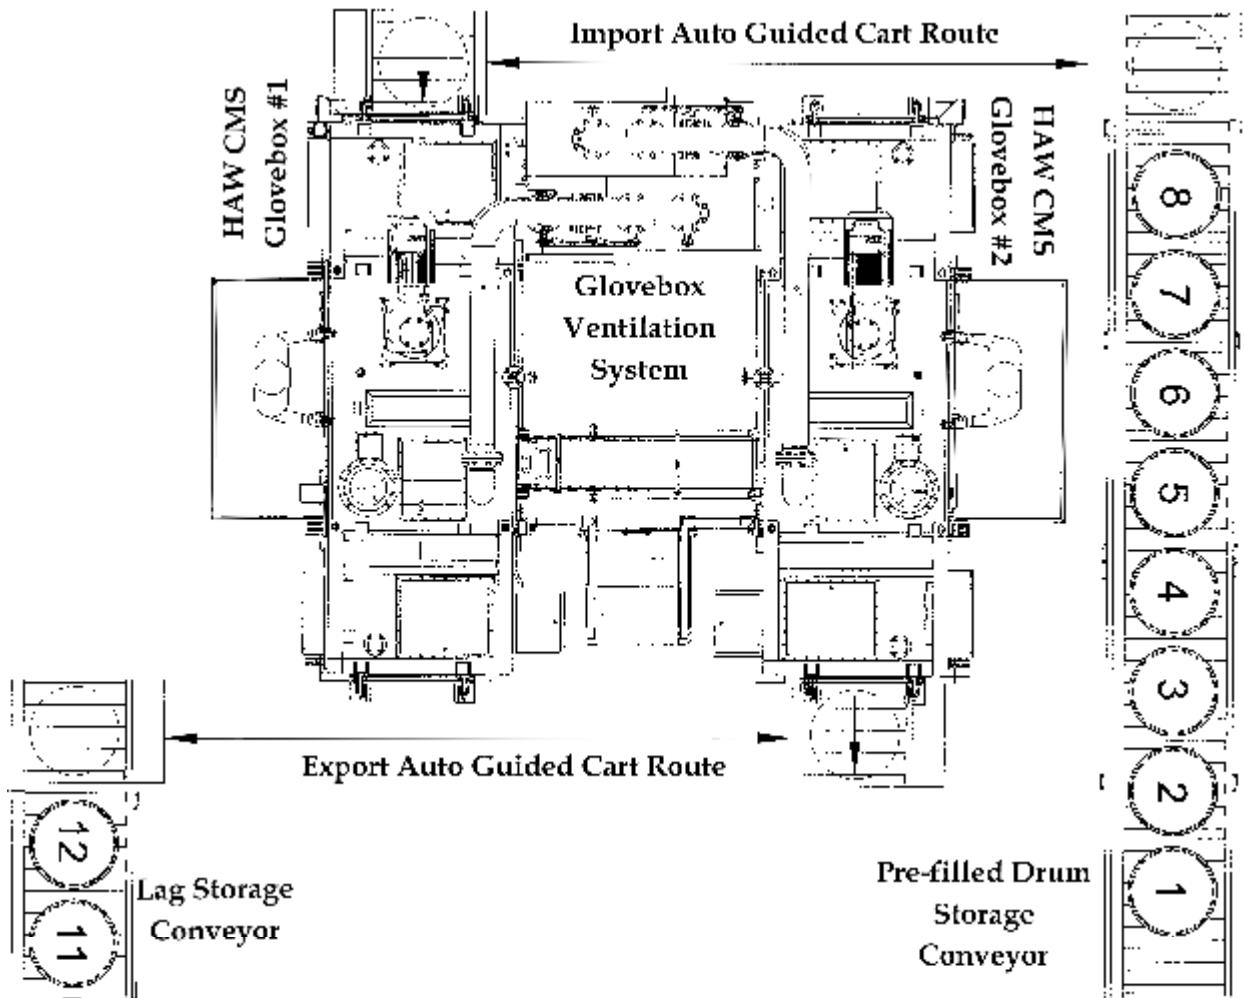 Import Auto Guided Cart Route
HAW CMS
Glovebox #1
HAW CMS
Glovebox #2
Glovebox
Ventilation
System
8
7
6
5
4
3
2
1
Export Auto Guided Cart Route
12
11
Lag Storage
Conveyor
Pre-filled Drum
Storage
Conveyor